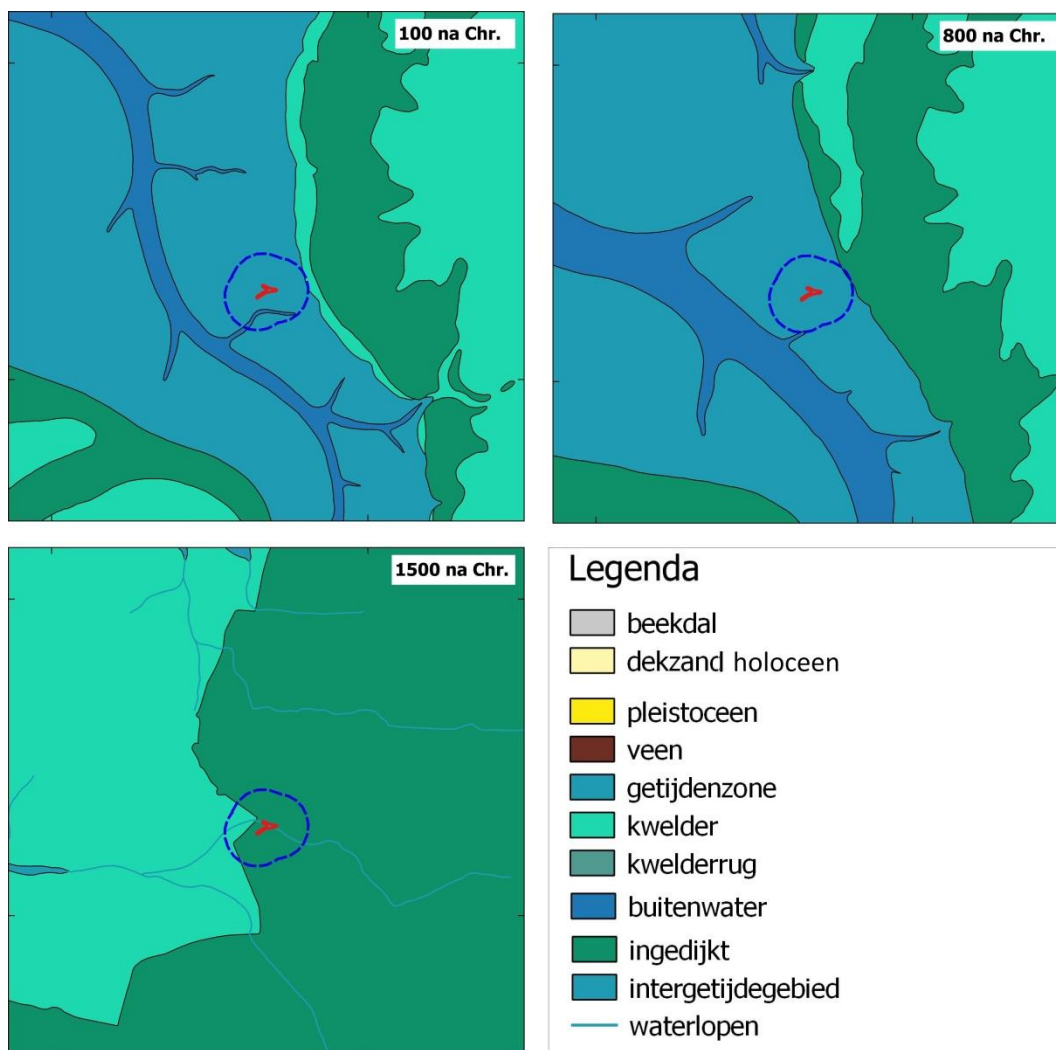 100 na Chr.
800 na Chr.
1500 na Chr.
Legenda
beekdal
dekzand holoceen
pleistoceen
veen
getijdenzone
kwelder
kwelderrug
buitenwater
ingedijkt
intergetijdegebied
waterlopen